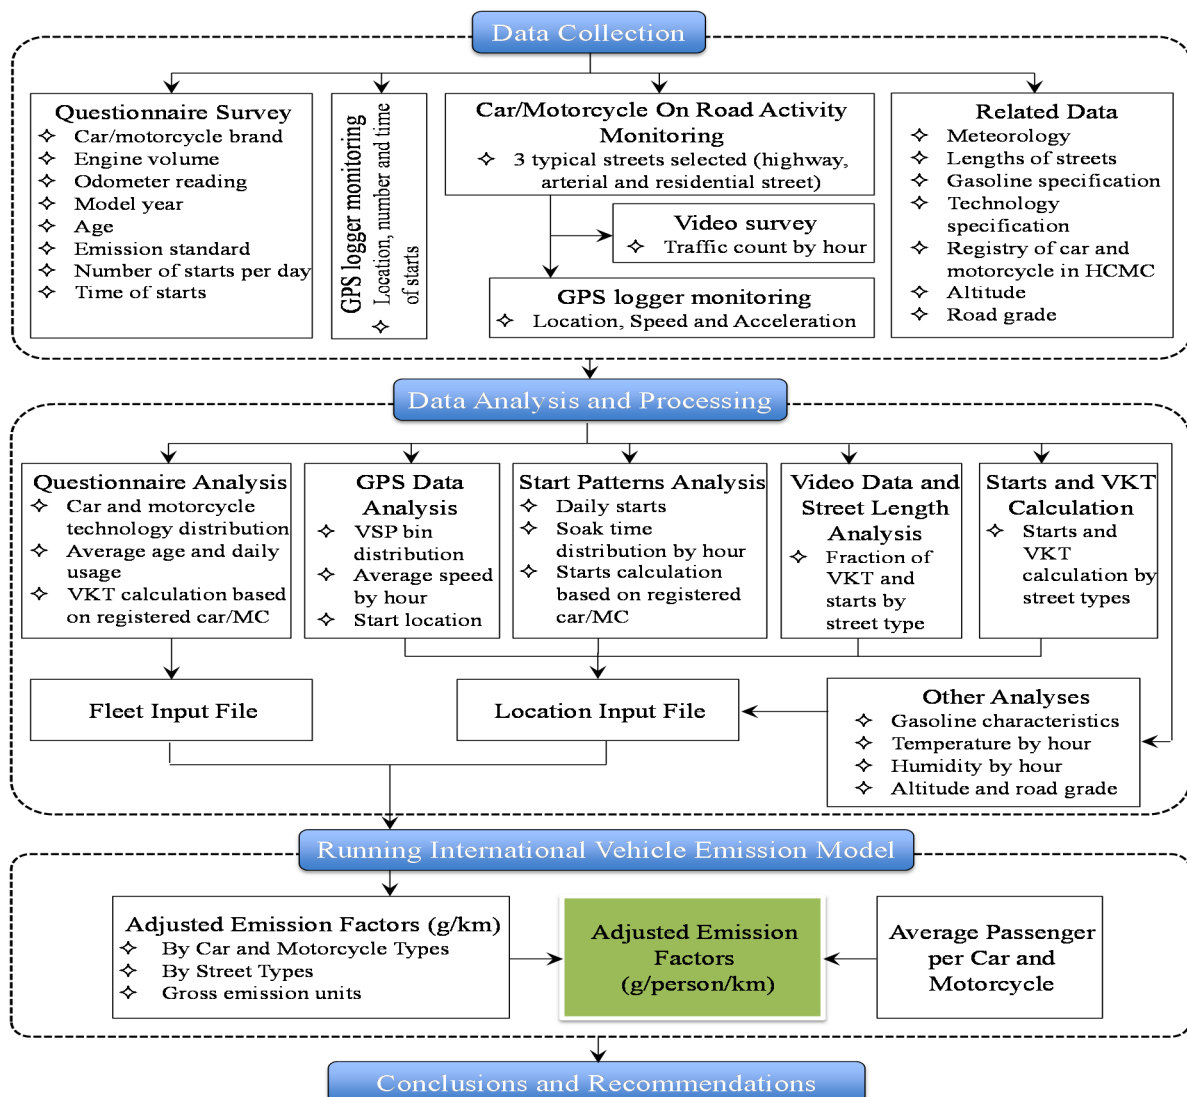 Data Collection
Questionnaire Survey
✧ Car/motorcycle brand
✧ Engine volume
✧ Odometer reading
✧ Model year
✧ Age
✧ Emission standard
✧ Number of starts per day
✧ Time of starts
GPS logger monitoring
✧ Location, number and time
of starts
Car/Motorcycle On Road Activity
Monitoring
✧ 3 typical streets selected (highway,
arterial and residential street)
Video survey
✧ Traffic count by hour
GPS logger monitoring
✧ Location, Speed and Acceleration
Related Data
✧ Meteorology
✧ Lengths of streets
✧ Gasoline specification
✧ Technology
specification
✧ Registry of car and
motorcycle in HCMC
✧ Altitude
✧ Road grade
Data Analysis and Processing
Questionnaire Analysis
✧ Car and motorcycle
technology distribution
✧ Average age and daily
usage
✧ VKT calculation based
on registered car/MC
GPS Data
Analysis
✧ VSP bin
distribution
✧ Average speed
by hour
✧ Start location
Start Patterns Analysis
✧ Daily starts
✧ Soak time
distribution by hour
✧ Starts calculation
based on registered
car/MC
Video Data and
Street Length
Analysis
✧ Fraction of
VKT and
starts by
street type
Starts and VKT
Calculation
✧ Starts and
VKT
calculation by
street types
Fleet Input File
Location Input File
Other Analyses
✧ Gasoline characteristics
✧ Temperature by hour
✧ Humidity by hour
✧ Altitude and road grade
Running International Vehicle Emission Model
Adjusted Emission Factors (g/km)
✧ By Car and Motorcycle Types
✧ By Street Types
✧ Gross emission units
Adjusted Emission
Factors
(g/person/km)
Average Passenger
per Car and
Motorcycle
Conclusions and Recommendations